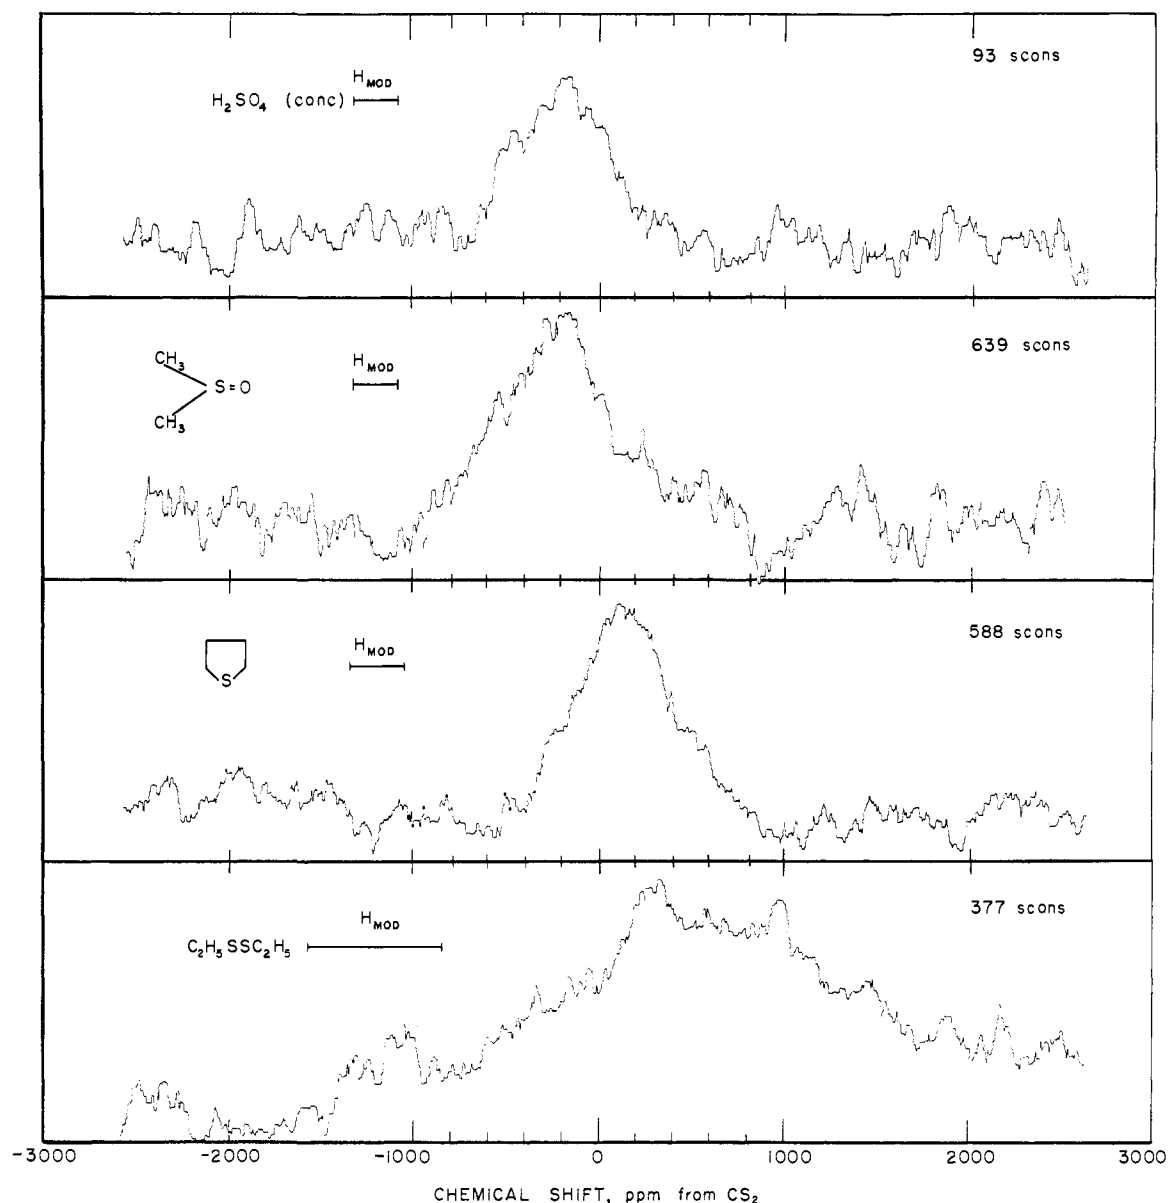 93 scans
H₂SO₄ (conc) H_MOD
639 scans
CH₃
S=O
CH₃
H_MOD
588 scans
H_MOD
S
377 scans
H_MOD
C₂H₅SSC₂H₅
-3000 -2000 -1000 0 1000 2000 3000
CHEMICAL SHIFT, ppm from CS₂